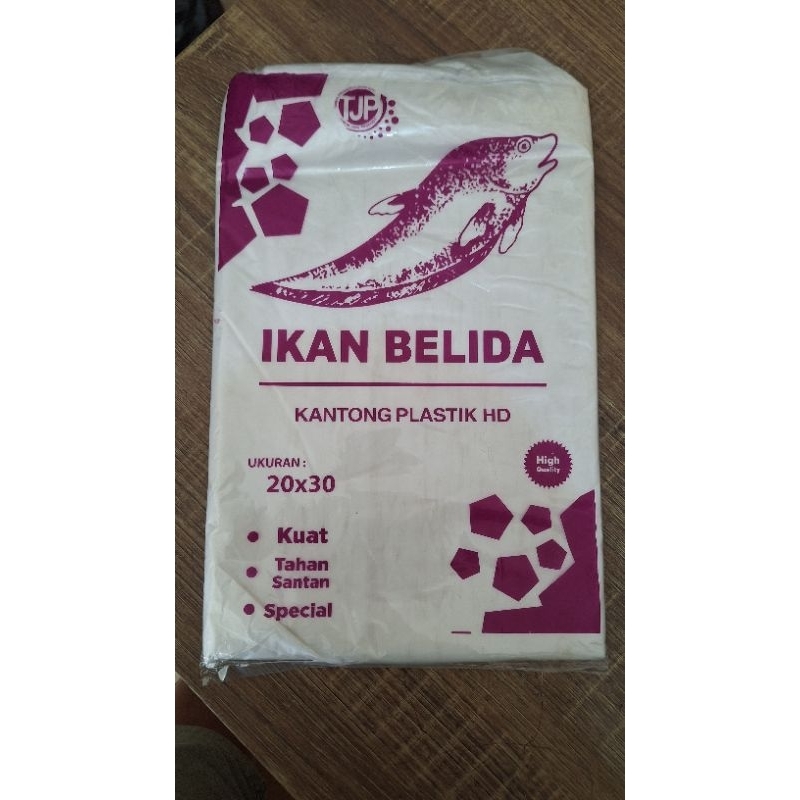 TJP
IKAN BELIDA
KANTONG PLASTIK HD
UKURAN :
20x30
High
Quality
Kuat
Tahan
Santan
Special